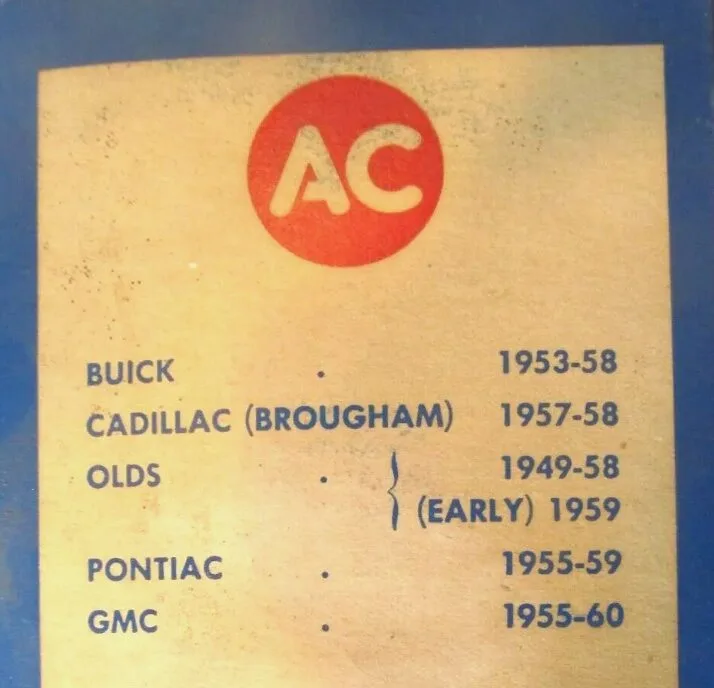 AC
BUICK . 1953-58
CADILLAC (BROUGHAM) 1957-58
OLDS . { 1949-58
(EARLY) 1959
PONTIAC . 1955-59
GMC . 1955-60